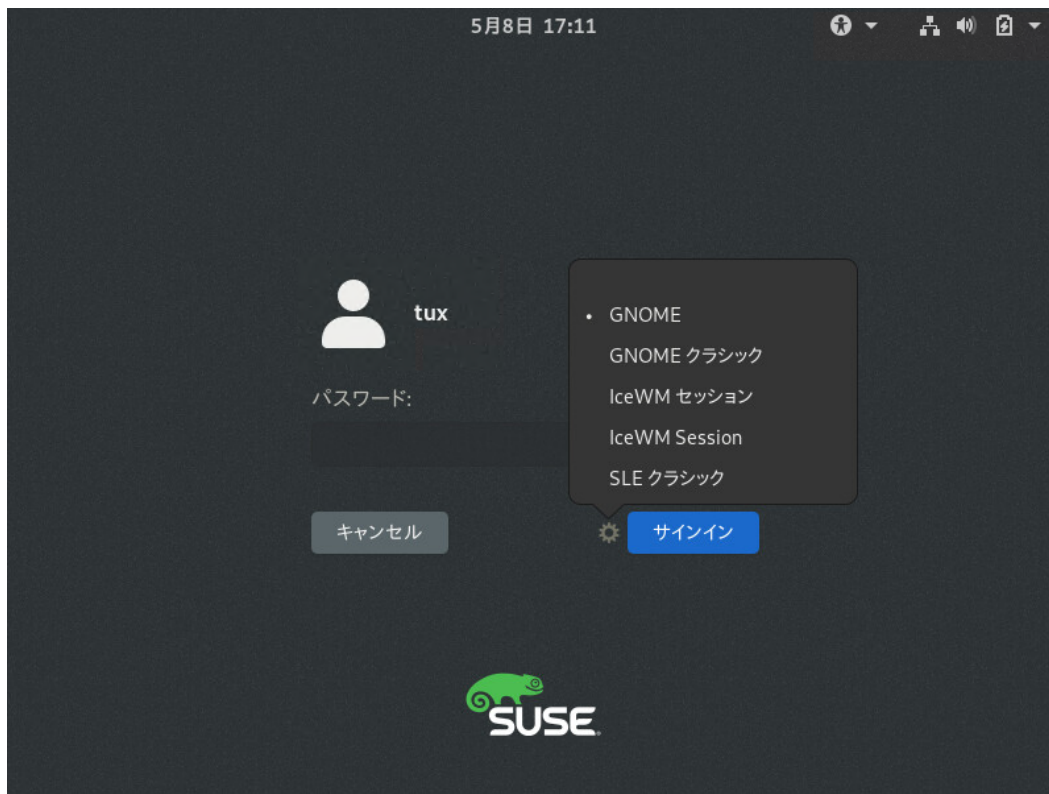 5月8日 17:11
tux
パスワード:
• GNOME
GNOME クラシック
IceWM セッション
IceWM Session
SLE クラシック
キャンセル
サインイン
SUSE